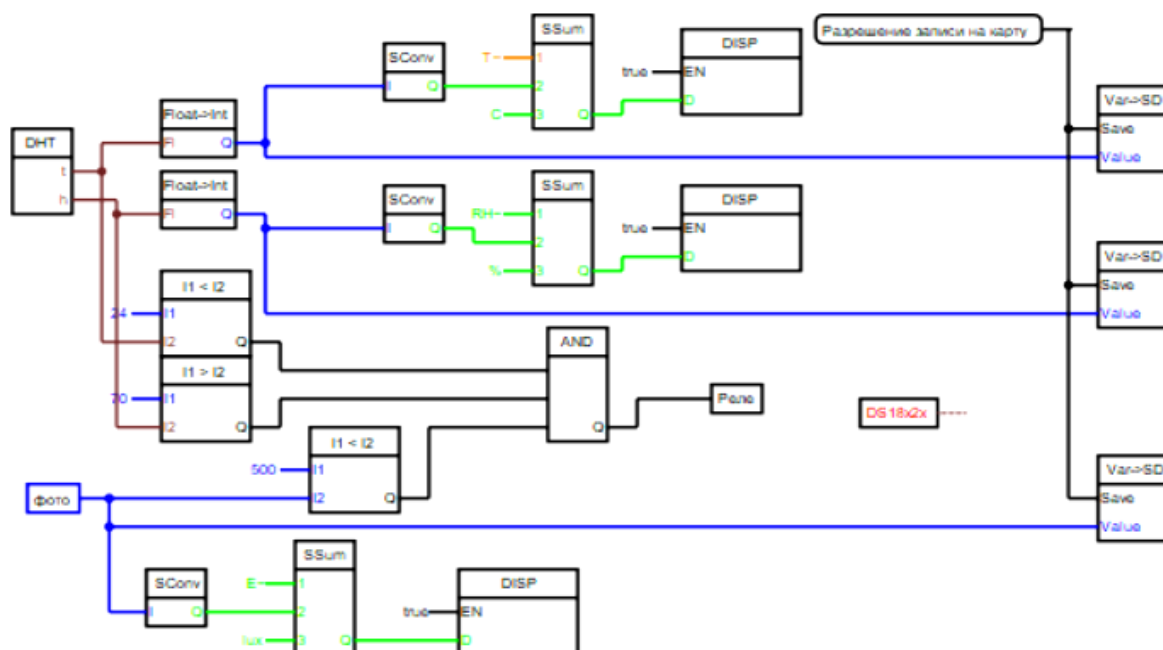 SSum
DISP
Разрешение записи на карту
SConv
T
1
true
EN
I
Q
2
D
Var->SD
Float->Int
C
3
Q
Save
DHT
FI
Q
Value
t
Float->Int
SSum
DISP
h
SConv
FI
Q
RH
1
true
EN
I
Q
2
D
Var->SD
%
3
Q
Save
I1 < I2
24
I1
Value
I2
Q
AND
I1 > I2
70
I1
Реле
DS18x2x
I2
Q
Q
I1 < I2
Var->SD
500
I1
фото
I2
Q
Save
Value
SSum
SConv
DISP
E
1
I
Q
2
true
EN
lux
3
Q
D